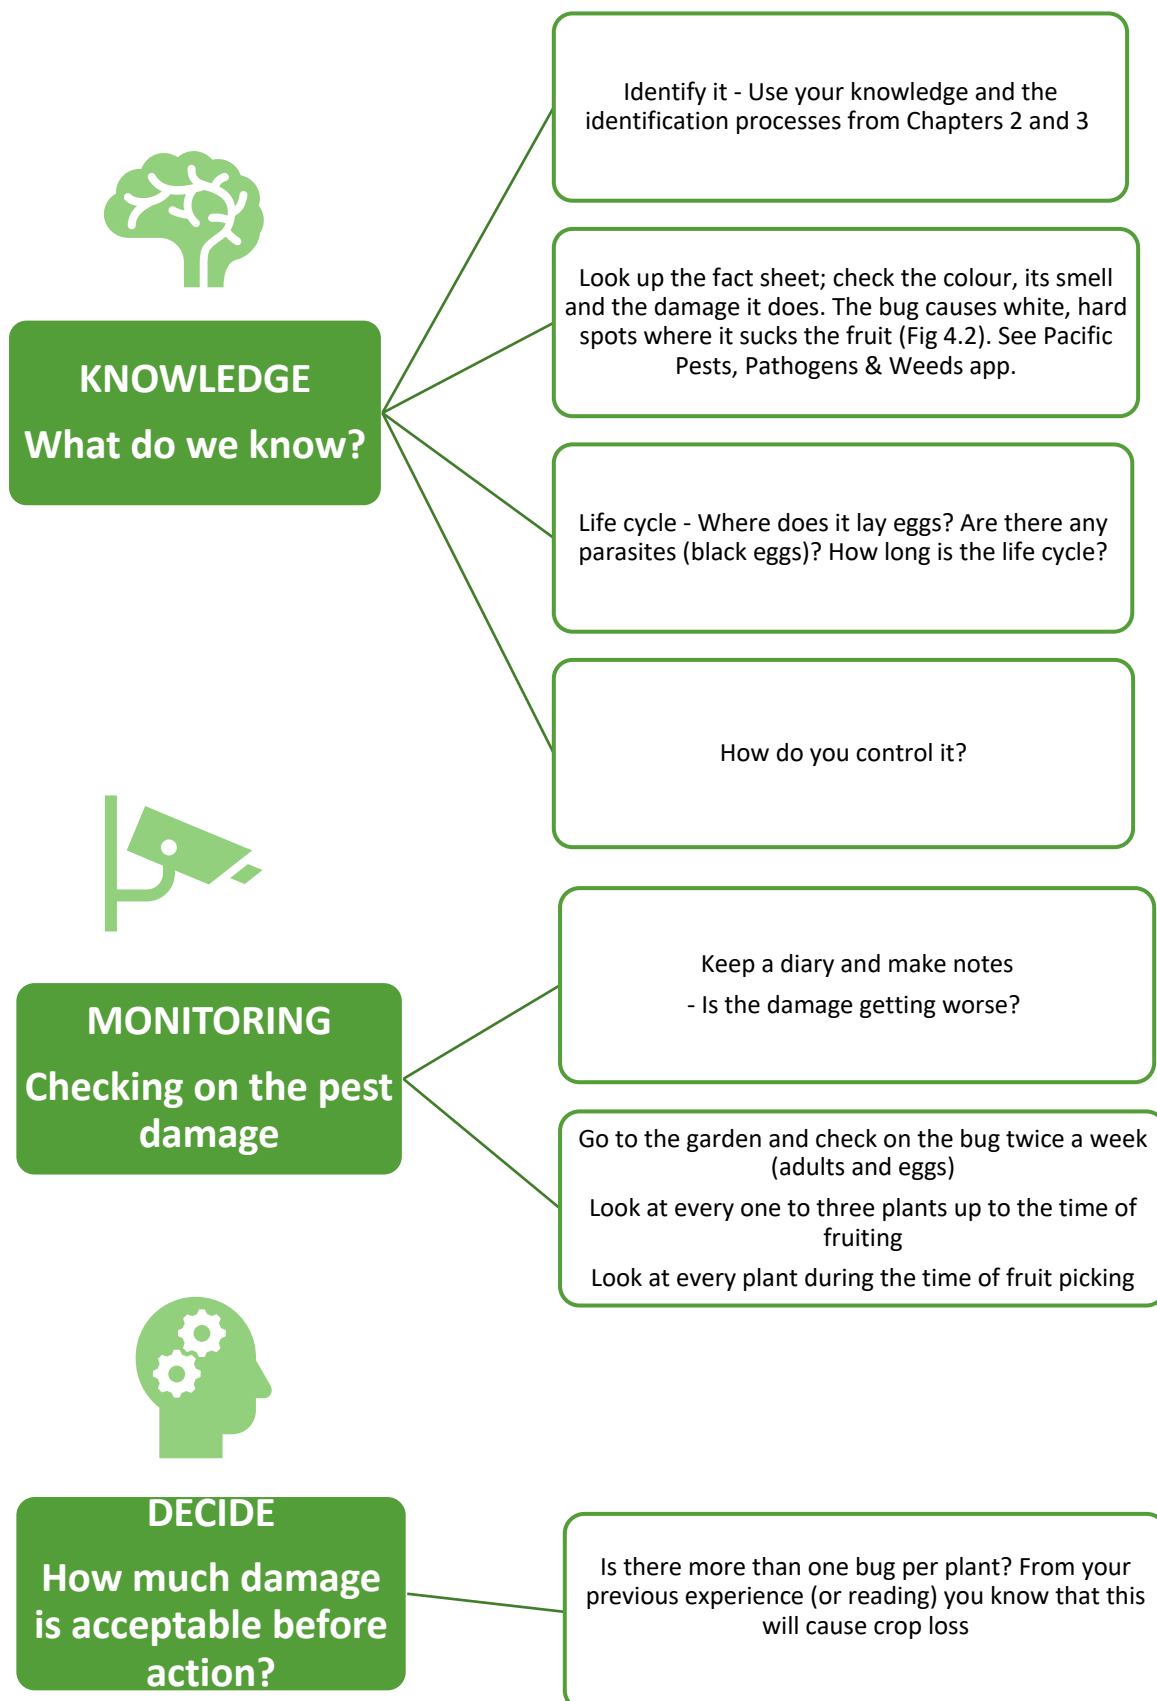 Identify it - Use your knowledge and the
identification processes from Chapters 2 and 3
KNOWLEDGE
What do we know?
Look up the fact sheet; check the colour, its smell
and the damage it does. The bug causes white, hard
spots where it sucks the fruit (Fig 4.2). See Pacific
Pests, Pathogens & Weeds app.
Life cycle - Where does it lay eggs? Are there any
parasites (black eggs)? How long is the life cycle?
How do you control it?
MONITORING
Checking on the pest
damage
Keep a diary and make notes
- Is the damage getting worse?
Go to the garden and check on the bug twice a week
(adults and eggs)
Look at every one to three plants up to the time of
fruiting
Look at every plant during the time of fruit picking
DECIDE
How much damage
is acceptable before
action?
Is there more than one bug per plant? From your
previous experience (or reading) you know that this
will cause crop loss